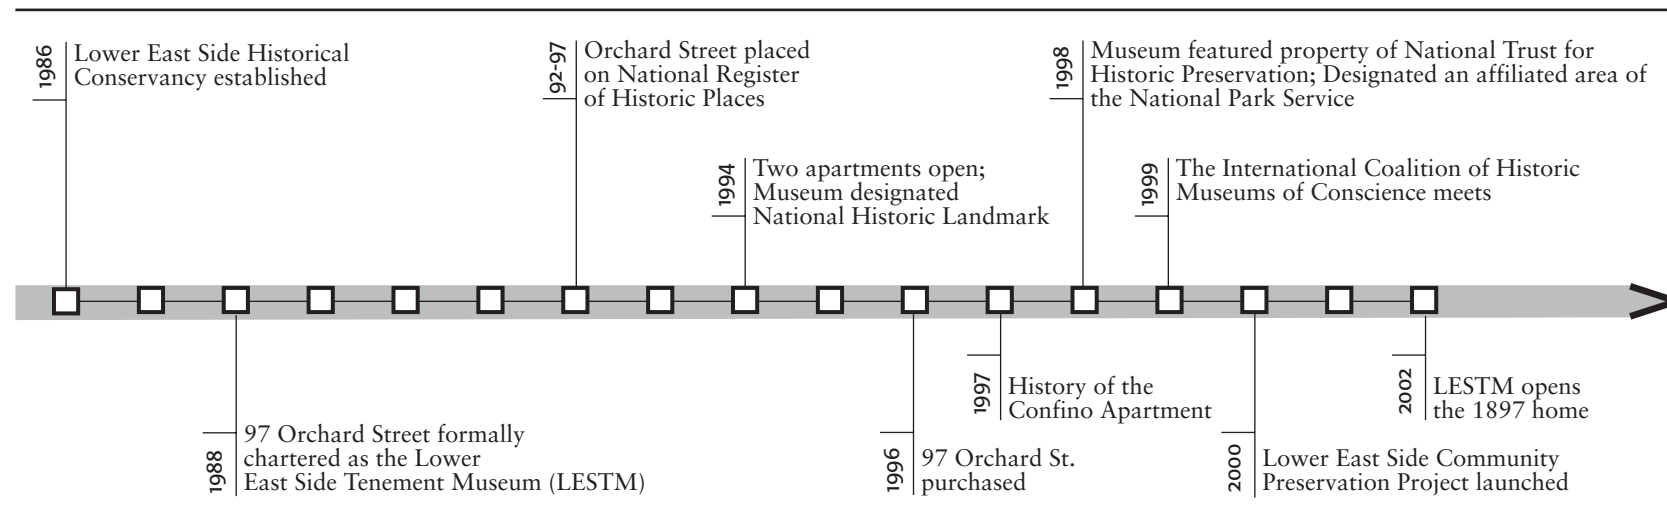 1986
Lower East Side Historical
Conservancy established
92-97
Orchard Street placed
on National Register
of Historic Places
1998
Museum featured property of National Trust for
Historic Preservation; Designated an affiliated area of
the National Park Service
1994
Two apartments open;
Museum designated
National Historic Landmark
1999
The International Coalition of Historic
Museums of Conscience meets
1988
97 Orchard Street formally
chartered as the Lower
East Side Tenement Museum (LESTM)
1996
97 Orchard St.
purchased
1997
History of the
Confino Apartment
2000
Lower East Side Community
Preservation Project launched
2002
LESTM opens
the 1897 home